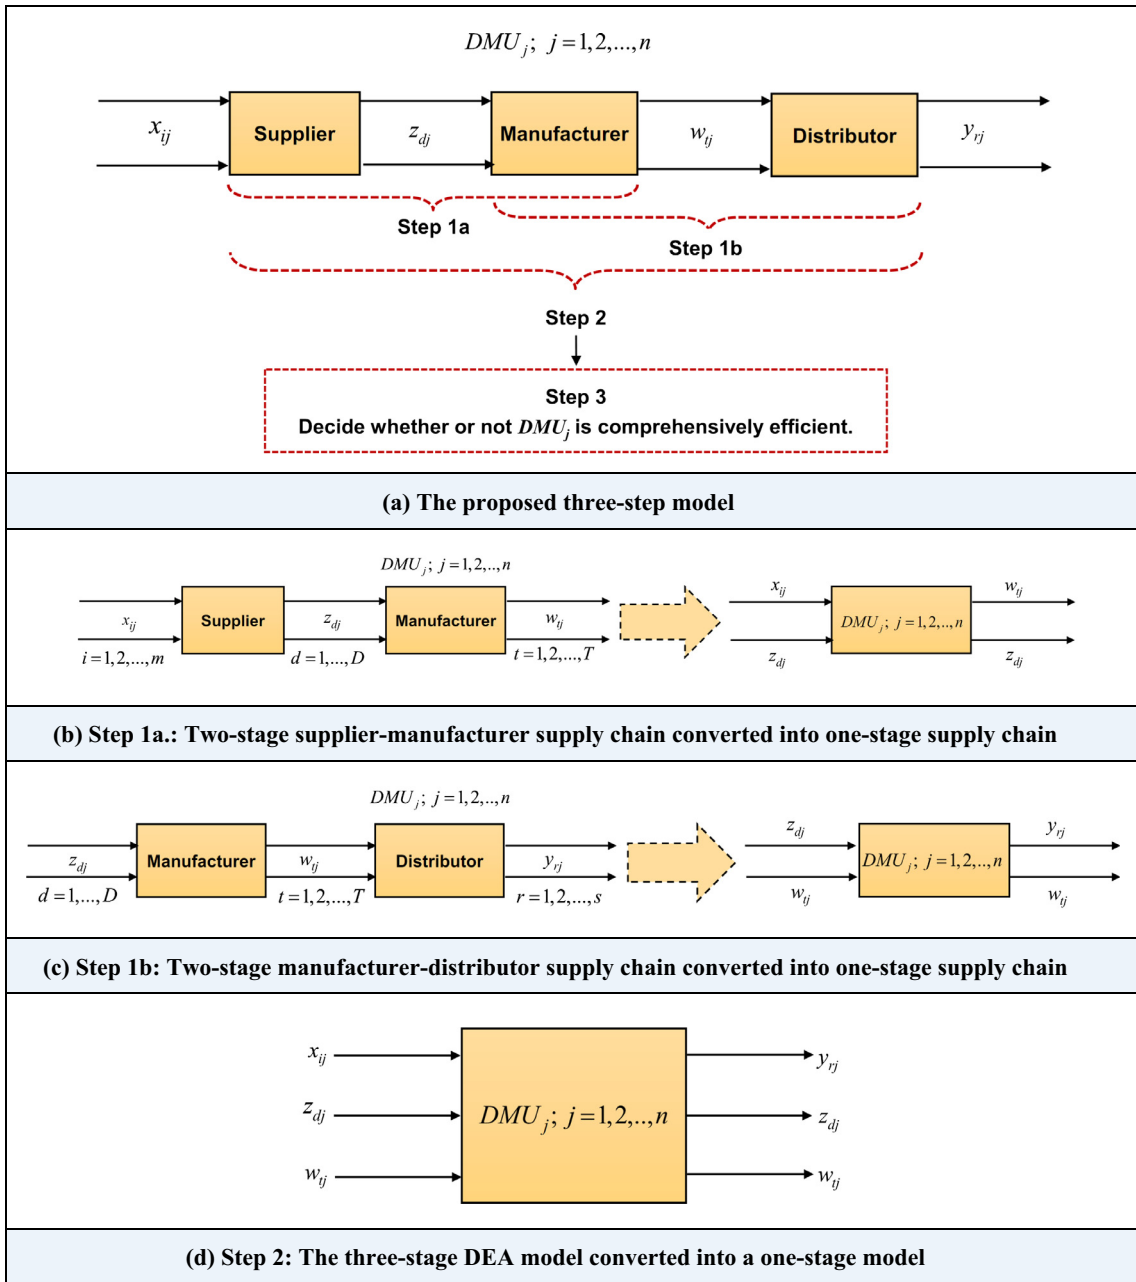 DMU_j; j=1,2,...,n
x_ij Supplier z_dj Manufacturer w_tj Distributor y_rj
Step 1a
Step 1b
Step 2
Step 3
Decide whether or not DMU_j is comprehensively efficient.
(a) The proposed three-step model
DMU_j; j=1,2,..,n
x_ij Supplier z_dj Manufacturer w_tj
i=1,2,...,m d=1,...,D t=1,2,...,T
x_ij w_tj
DMU_j; j=1,2,..,n
z_dj z_dj
(b) Step 1a.: Two-stage supplier-manufacturer supply chain converted into one-stage supply chain
DMU_j; j=1,2,..,n
z_dj Manufacturer w_tj Distributor y_rj
d=1,...,D t=1,2,...,T r=1,2,...,s
z_dj y_rj
DMU_j; j=1,2,..,n
w_tj w_tj
(c) Step 1b: Two-stage manufacturer-distributor supply chain converted into one-stage supply chain
x_ij y_rj
z_dj DMU_j; j=1,2,..,n z_dj
w_tj w_tj
(d) Step 2: The three-stage DEA model converted into a one-stage model